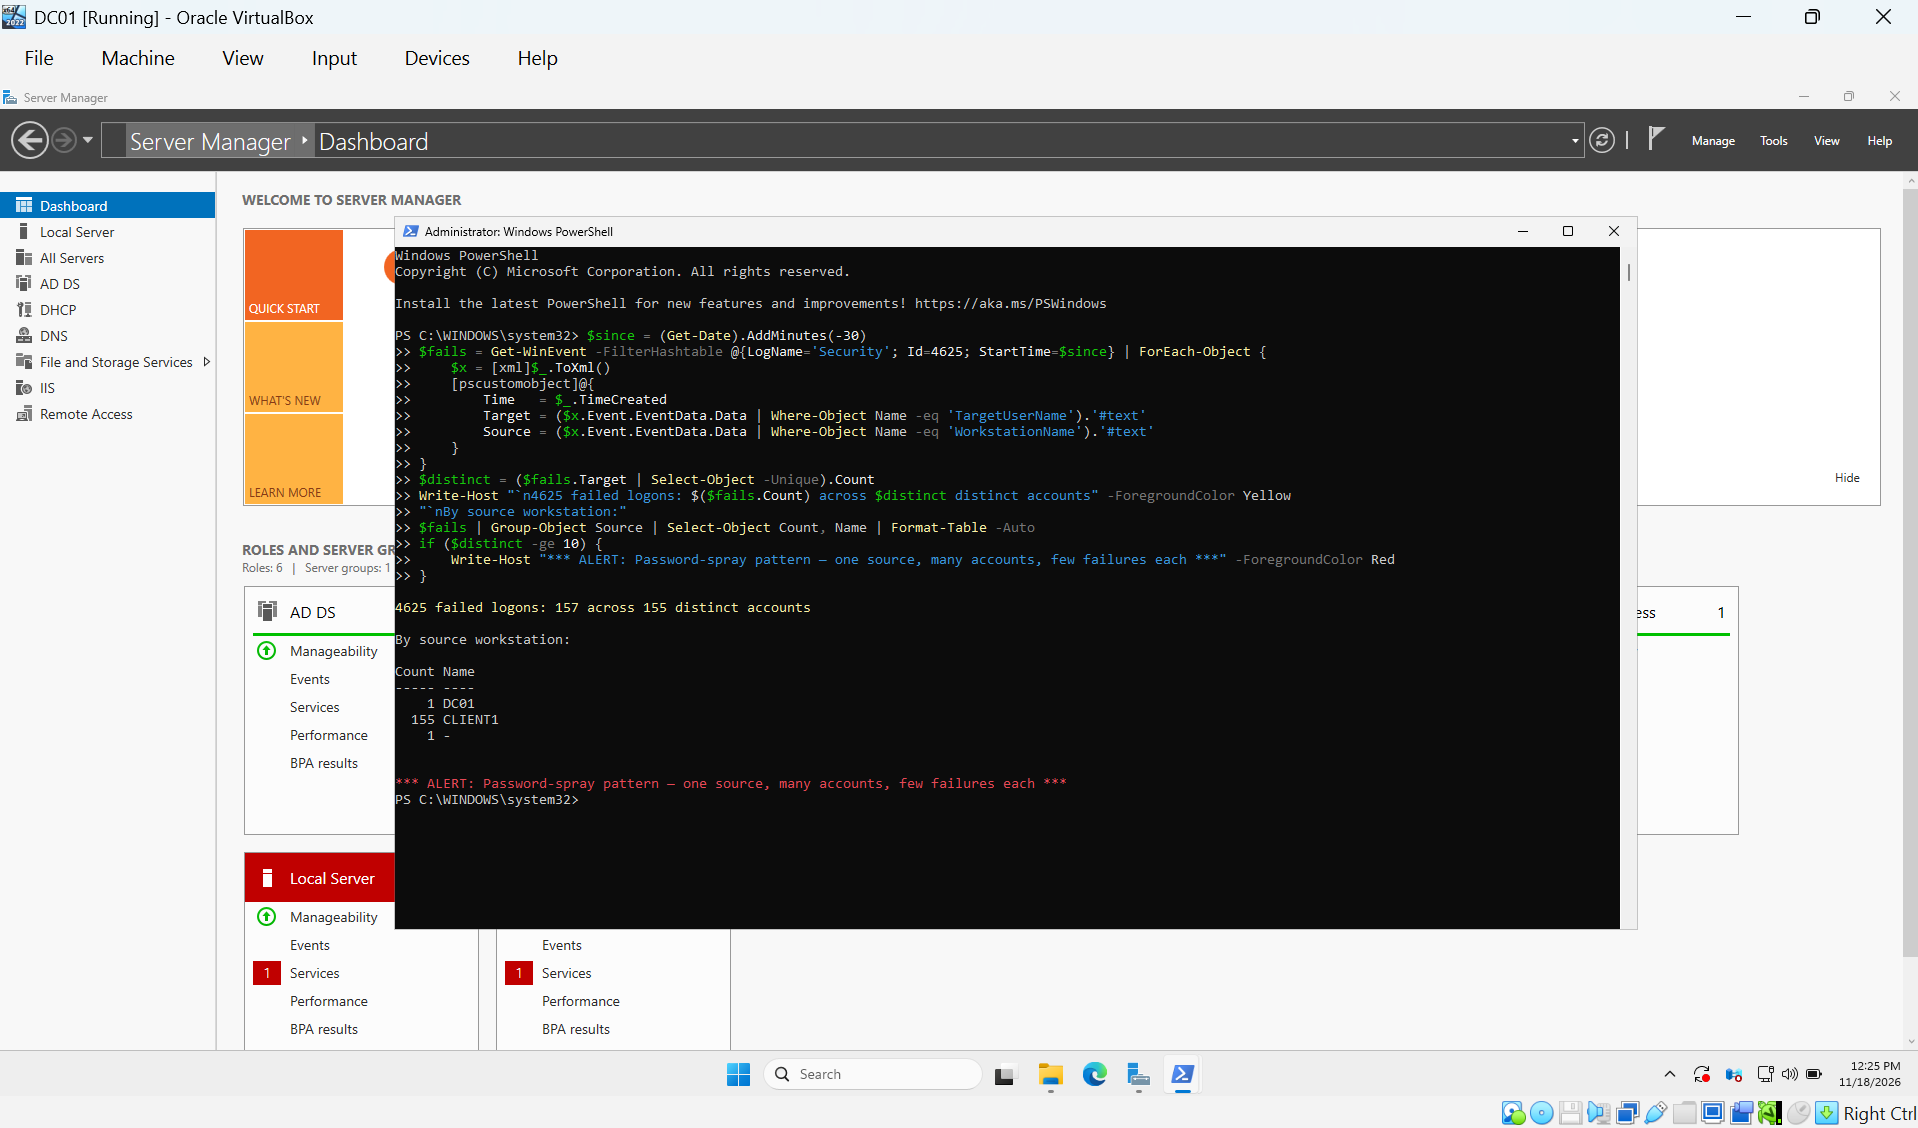 DC01 [Running] - Oracle VirtualBox
File Machine View Input Devices Help
Server Manager
Server Manager Dashboard
Manage Tools View Help
Dashboard
Local Server
All Servers
AD DS
DHCP
DNS
File and Storage Services
IIS
Remote Access
WELCOME TO SERVER MANAGER
QUICK START
WHAT'S NEW
LEARN MORE
Hide
ROLES AND SERVER GR
Roles: 6 | Server groups: 1
AD DS
Manageability
Events
Services
Performance
BPA results
ess 1
Local Server
Manageability
Events
1 Services
Performance
BPA results
Events
1 Services
Performance
BPA results
Administrator: Windows PowerShell
Windows PowerShell
Copyright (C) Microsoft Corporation. All rights reserved.
Install the latest PowerShell for new features and improvements! https://aka.ms/PSWindows
PS C:\WINDOWS\system32> $since = (Get-Date).AddMinutes(-30)
>> $fails = Get-WinEvent -FilterHashtable @{LogName='Security'; Id=4625; StartTime=$since} | ForEach-Object {
>>     $x = [xml]$_.ToXml()
>>     [pscustomobject]@{
>>         Time   = $_.TimeCreated
>>         Target = ($x.Event.EventData.Data | Where-Object Name -eq 'TargetUserName').'#text'
>>         Source = ($x.Event.EventData.Data | Where-Object Name -eq 'WorkstationName').'#text'
>>     }
>> }
>> $distinct = ($fails.Target | Select-Object -Unique).Count
>> Write-Host "`n4625 failed logons: $($fails.Count) across $distinct distinct accounts" -ForegroundColor Yellow
>> "`nBy source workstation:"
>> $fails | Group-Object Source | Select-Object Count, Name | Format-Table -Auto
>> if ($distinct -ge 10) {
>>     Write-Host "*** ALERT: Password-spray pattern — one source, many accounts, few failures each ***" -ForegroundColor Red
>> }
4625 failed logons: 157 across 155 distinct accounts
By source workstation:
Count Name
----- ----
    1 DC01
  155 CLIENT1
    1 -
*** ALERT: Password-spray pattern — one source, many accounts, few failures each ***
PS C:\WINDOWS\system32>
Search
12:25 PM
11/18/2026
Right Ctrl